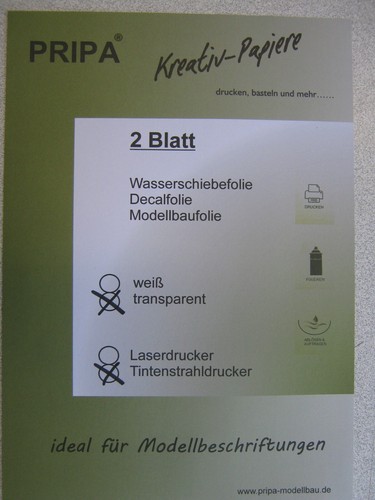 PRIPA®
Kreativ-Papiere
drucken, basteln und mehr......
2 Blatt
Wasserschiebefolie
Decalfolie
Modellbaufolie
DRUCKEN
weiß
transparent
Laserdrucker
Tintenstrahldrucker
ideal für Modellbeschriftungen
www.pripa-modellbau.de